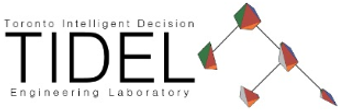 Toronto Intelligent Decision
TIDEL
Engineering Laboratory